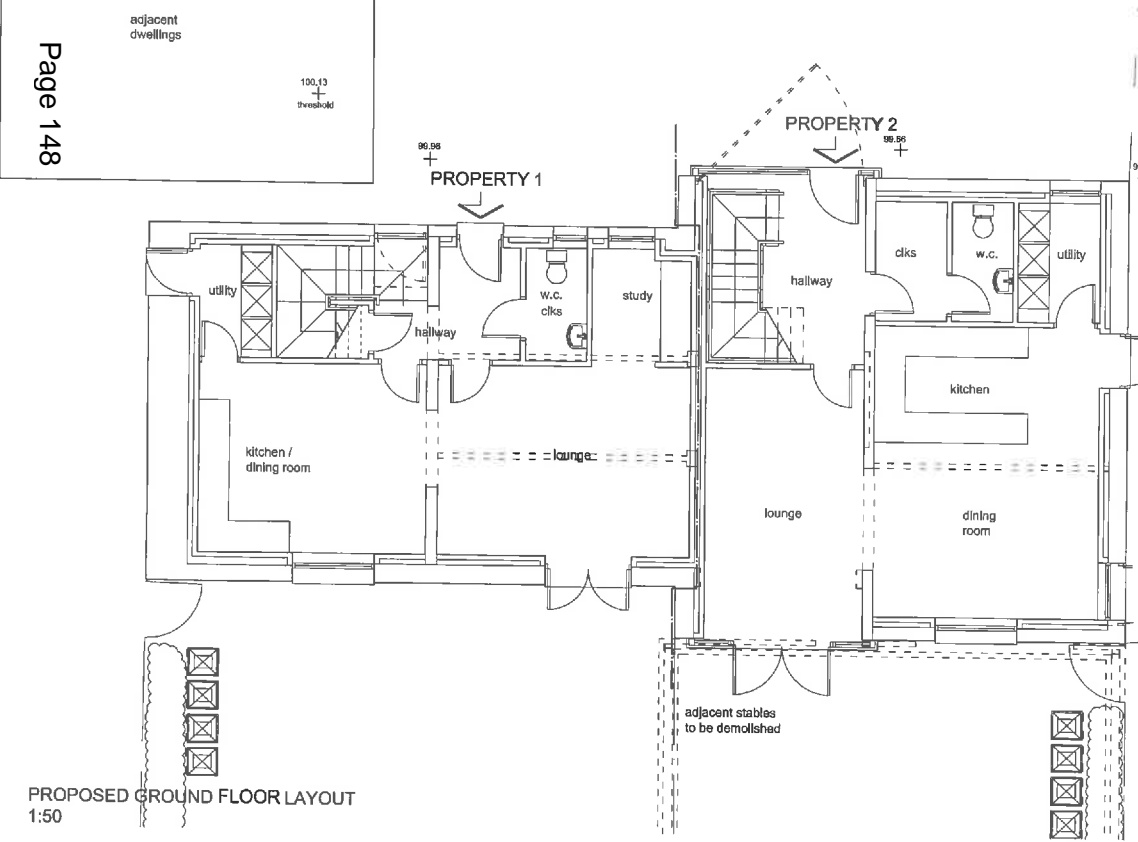 adjacent
dwellings
Page 148
100.13
threshold
99.98
PROPERTY 1
PROPERTY 2
99.66
9
utility
hallway
w.c.
clks
study
hallway
clks
w.c.
utility
kitchen
kitchen /
dining room
lounge
lounge
dining
room
adjacent stables
to be demolished
PROPOSED GROUND FLOOR LAYOUT
1:50